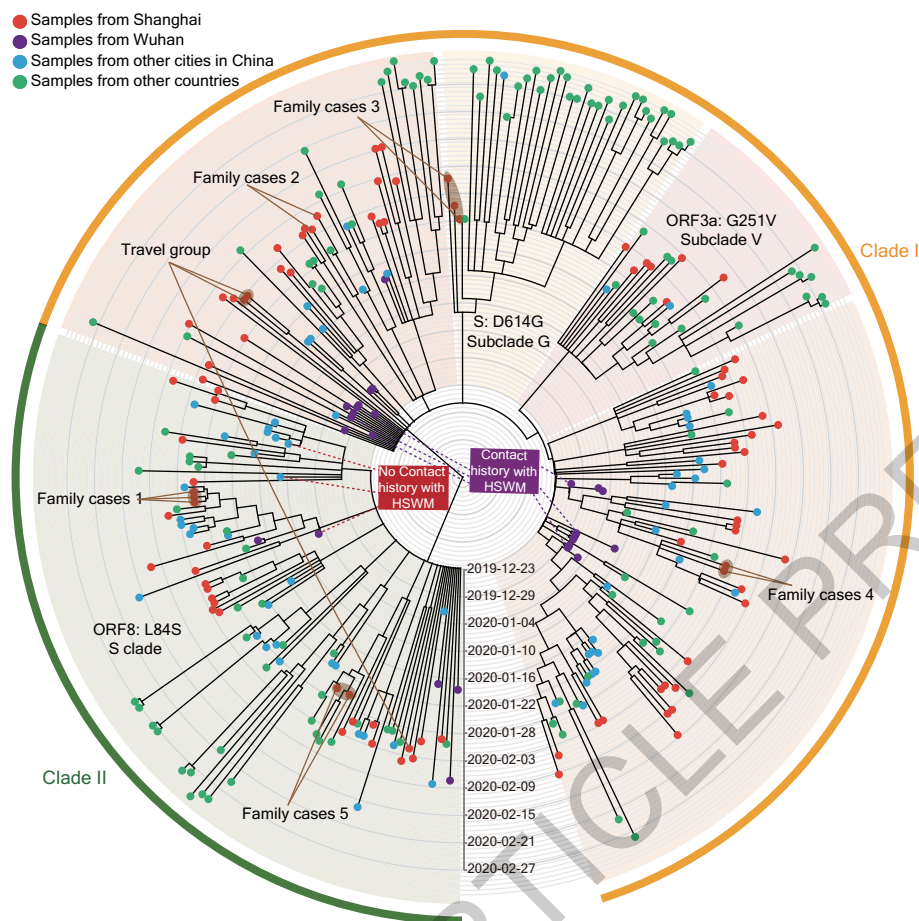 Samples from Shanghai
Samples from Wuhan
Samples from other cities in China
Samples from other countries
Family cases 3
Family cases 2
Travel group
ORF3a: G251V
Subclade V
Clade I
S: D614G
Subclade G
No Contact
history with
HSWM
Contact
history with
HSWM
Family cases 1
Family cases 4
ORF8: L84S
S clade
2019-12-23
2019-12-29
2020-01-04
2020-01-10
2020-01-16
2020-01-22
2020-01-28
2020-02-03
2020-02-09
2020-02-15
2020-02-21
2020-02-27
Clade II
Family cases 5
ARTICLE PRE